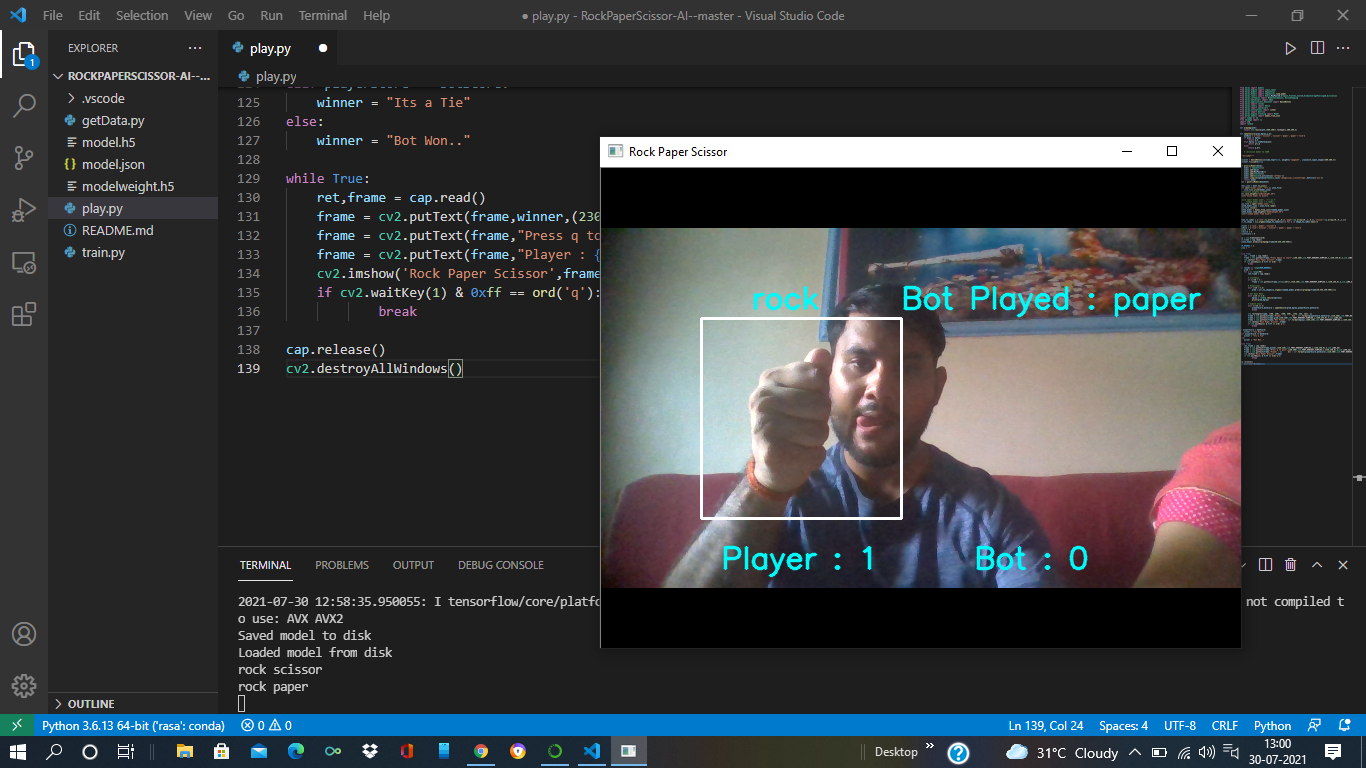 File Edit Selection View Go Run Terminal Help
● play.py - RockPaperScissor-AI--master - Visual Studio Code
EXPLORER
play.py
ROCKPAPERSCISSOR-AI--...
.vscode
getData.py
model.h5
model.json
modelweight.h5
play.py
README.md
train.py
OUTLINE
1
play.py
125 winner = "Its a Tie"
126 else:
127 winner = "Bot Won.."
128
129 while True:
130 ret,frame = cap.read()
131 frame = cv2.putText(frame,winner,(230
132 frame = cv2.putText(frame,"Press q to
133 frame = cv2.putText(frame,"Player : {
134 cv2.imshow('Rock Paper Scissor',frame
135 if cv2.waitKey(1) & 0xff == ord('q'):
136 break
137
138 cap.release()
139 cv2.destroyAllWindows()
Rock Paper Scissor
rock Bot Played : paper
Player : 1 Bot : 0
TERMINAL PROBLEMS OUTPUT DEBUG CONSOLE
2021-07-30 12:58:35.950055: I tensorflow/core/platfo not compiled t
o use: AVX AVX2
Saved model to disk
Loaded model from disk
rock scissor
rock paper
Python 3.6.13 64-bit ('rasa': conda) 0 0 Ln 139, Col 24 Spaces: 4 UTF-8 CRLF Python
Desktop » 31°C Cloudy
13:00
30-07-2021